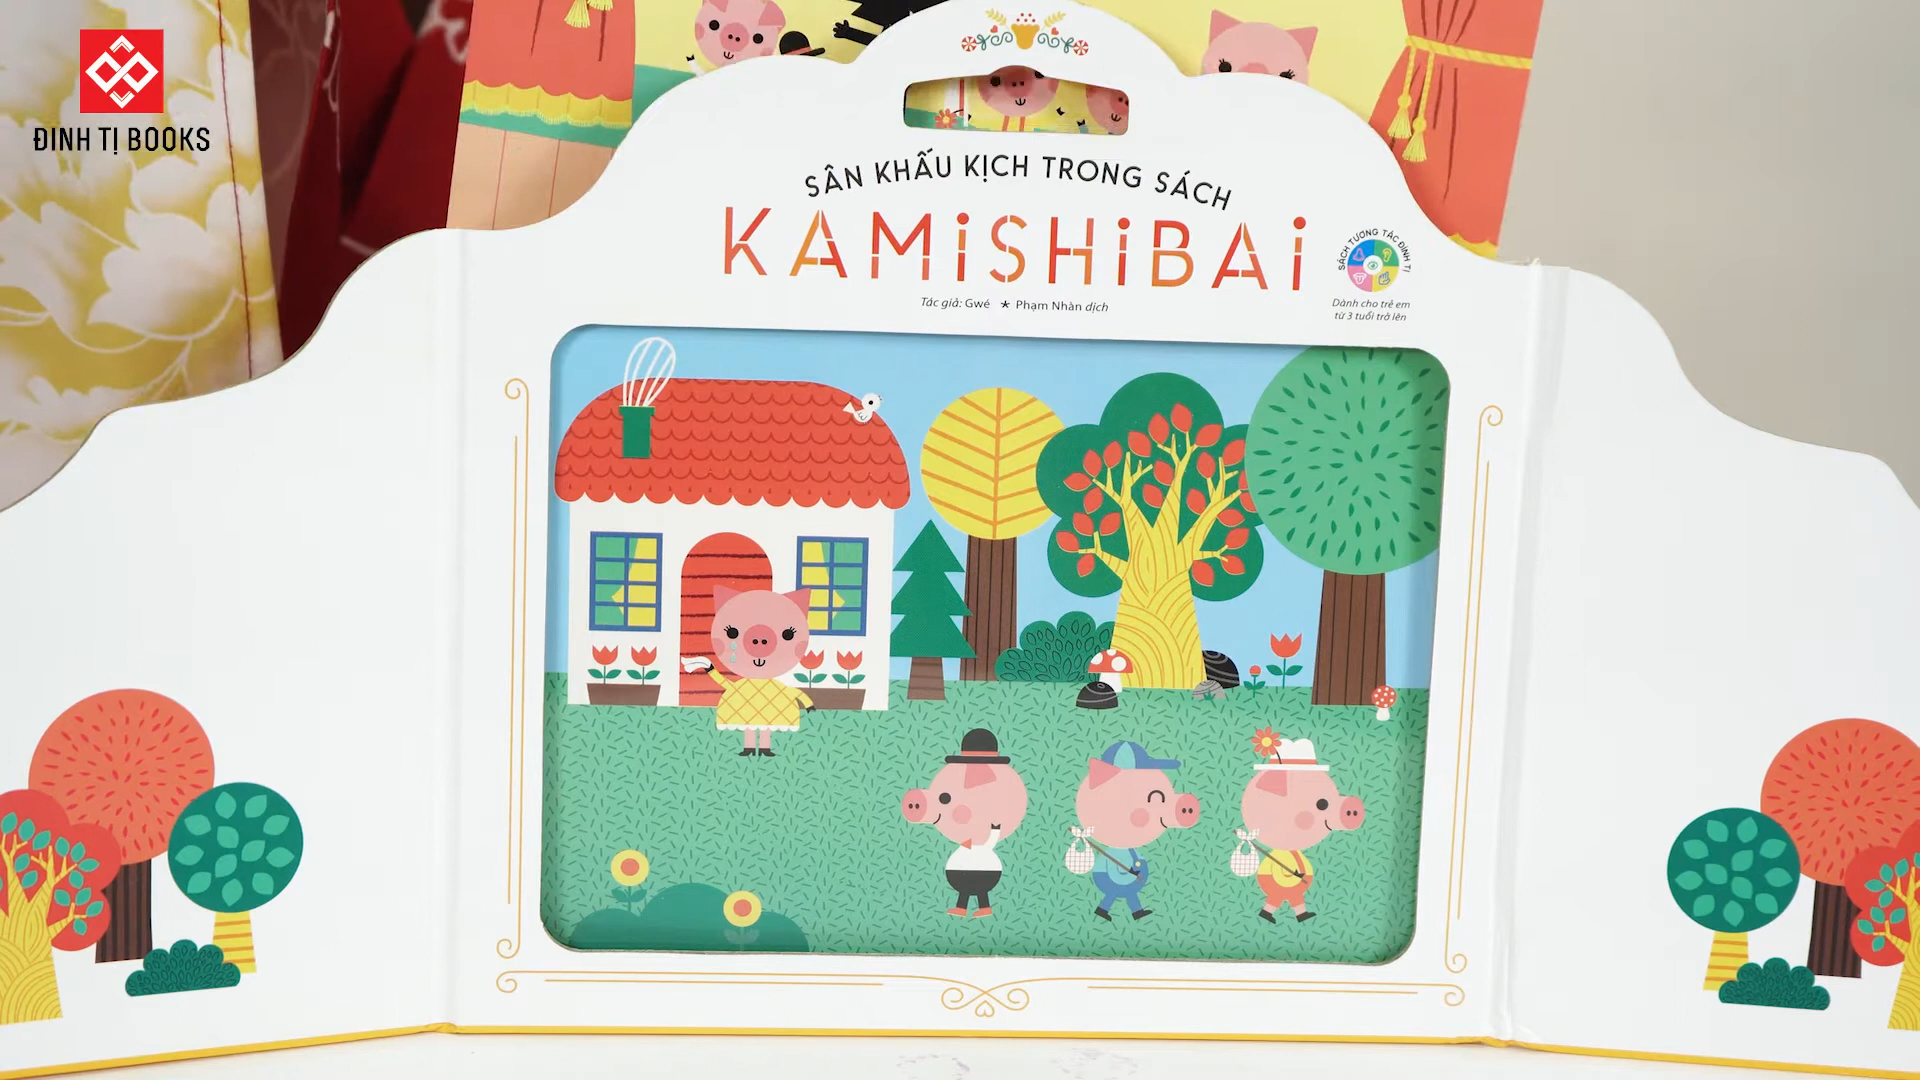 ĐINH TỊ BOOKS
SÂN KHẤU KỊCH TRONG SÁCH
KAMiSHiBAi
Tác giả: Gwé ★ Phạm Nhàn dịch
SÁCH TƯƠNG TÁC ĐINH TỊ
Dành cho trẻ em
từ 3 tuổi trở lên